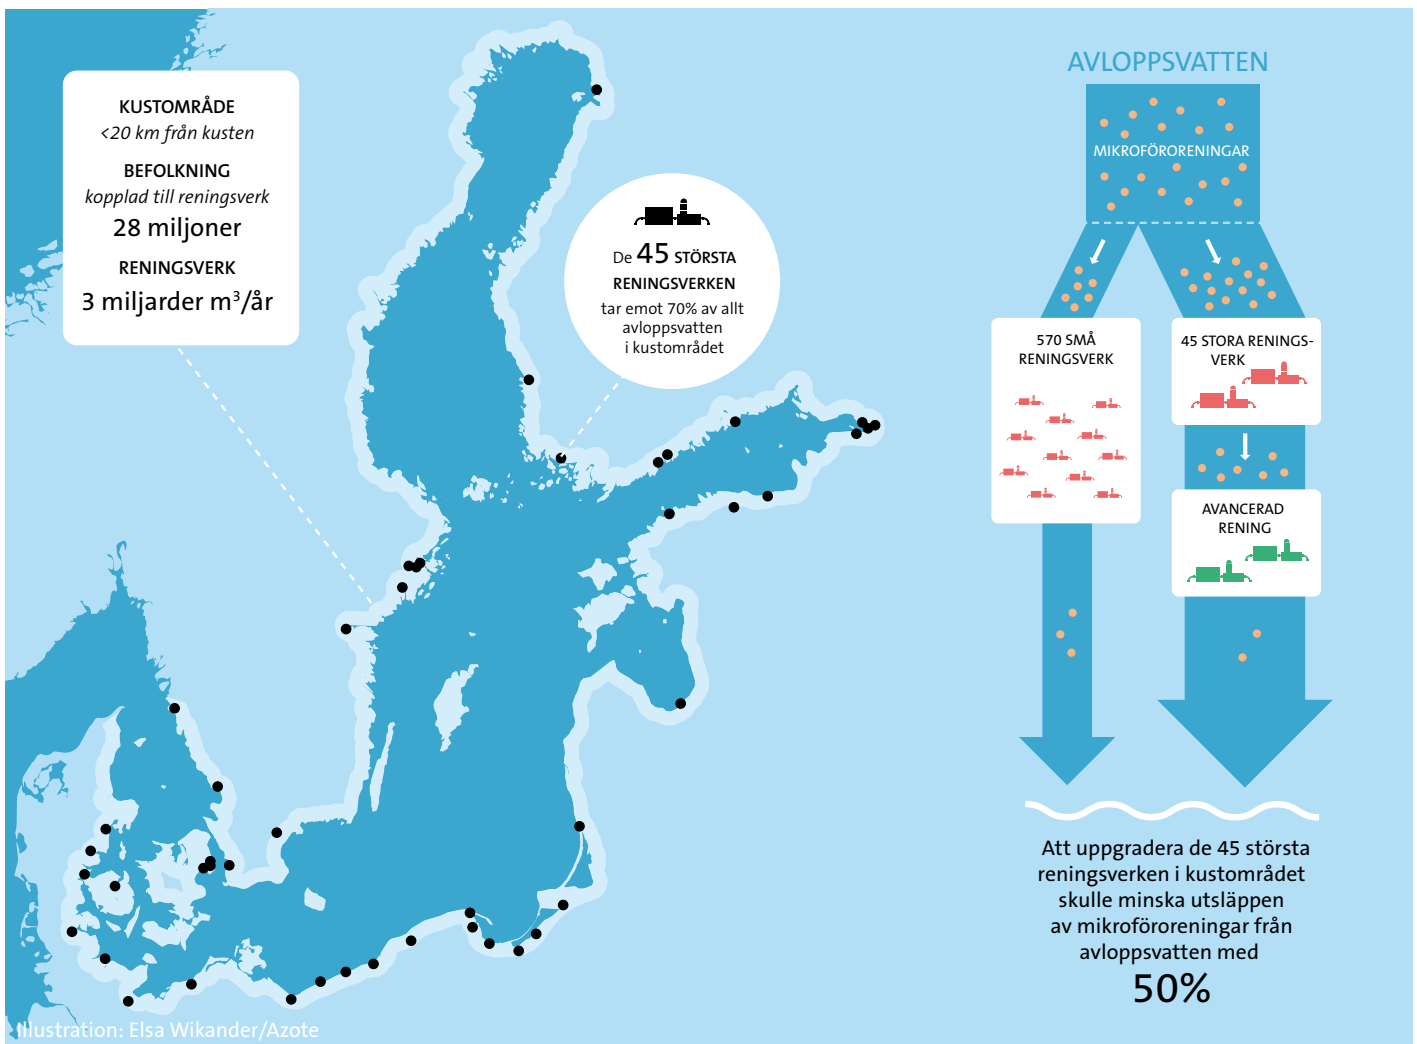 KUSTOMRÅDE
<20 km från kusten
BEFOLKNING
kopplad till reningsverk
28 miljoner
RENINGSVERK
3 miljarder m³/år
De 45 STÖRSTA
RENINGSVERKEN
tar emot 70% av allt
avloppsvatten
i kustområdet
AVLOPPSVATTEN
MIKROFÖRORENINGAR
570 SMÅ
RENINGSVERK
45 STORA RENINGS-
VERK
AVANCERAD
RENING
Att uppgradera de 45 största
reningsverken i kustområdet
skulle minska utsläppen
av mikroföroreningar från
avloppsvatten med
50%
Illustration: Elsa Wikander/Azote